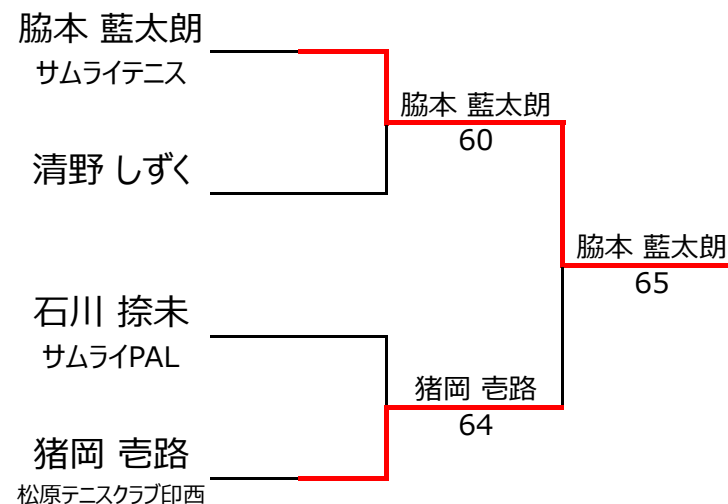 脇本 藍太朗
サムライテニス
清野 しずく
石川 捺未
サムライPAL
猪岡 壱路
松原テニスクラブ印西
脇本 藍太朗
60
猪岡 壱路
64
脇本 藍太朗
65